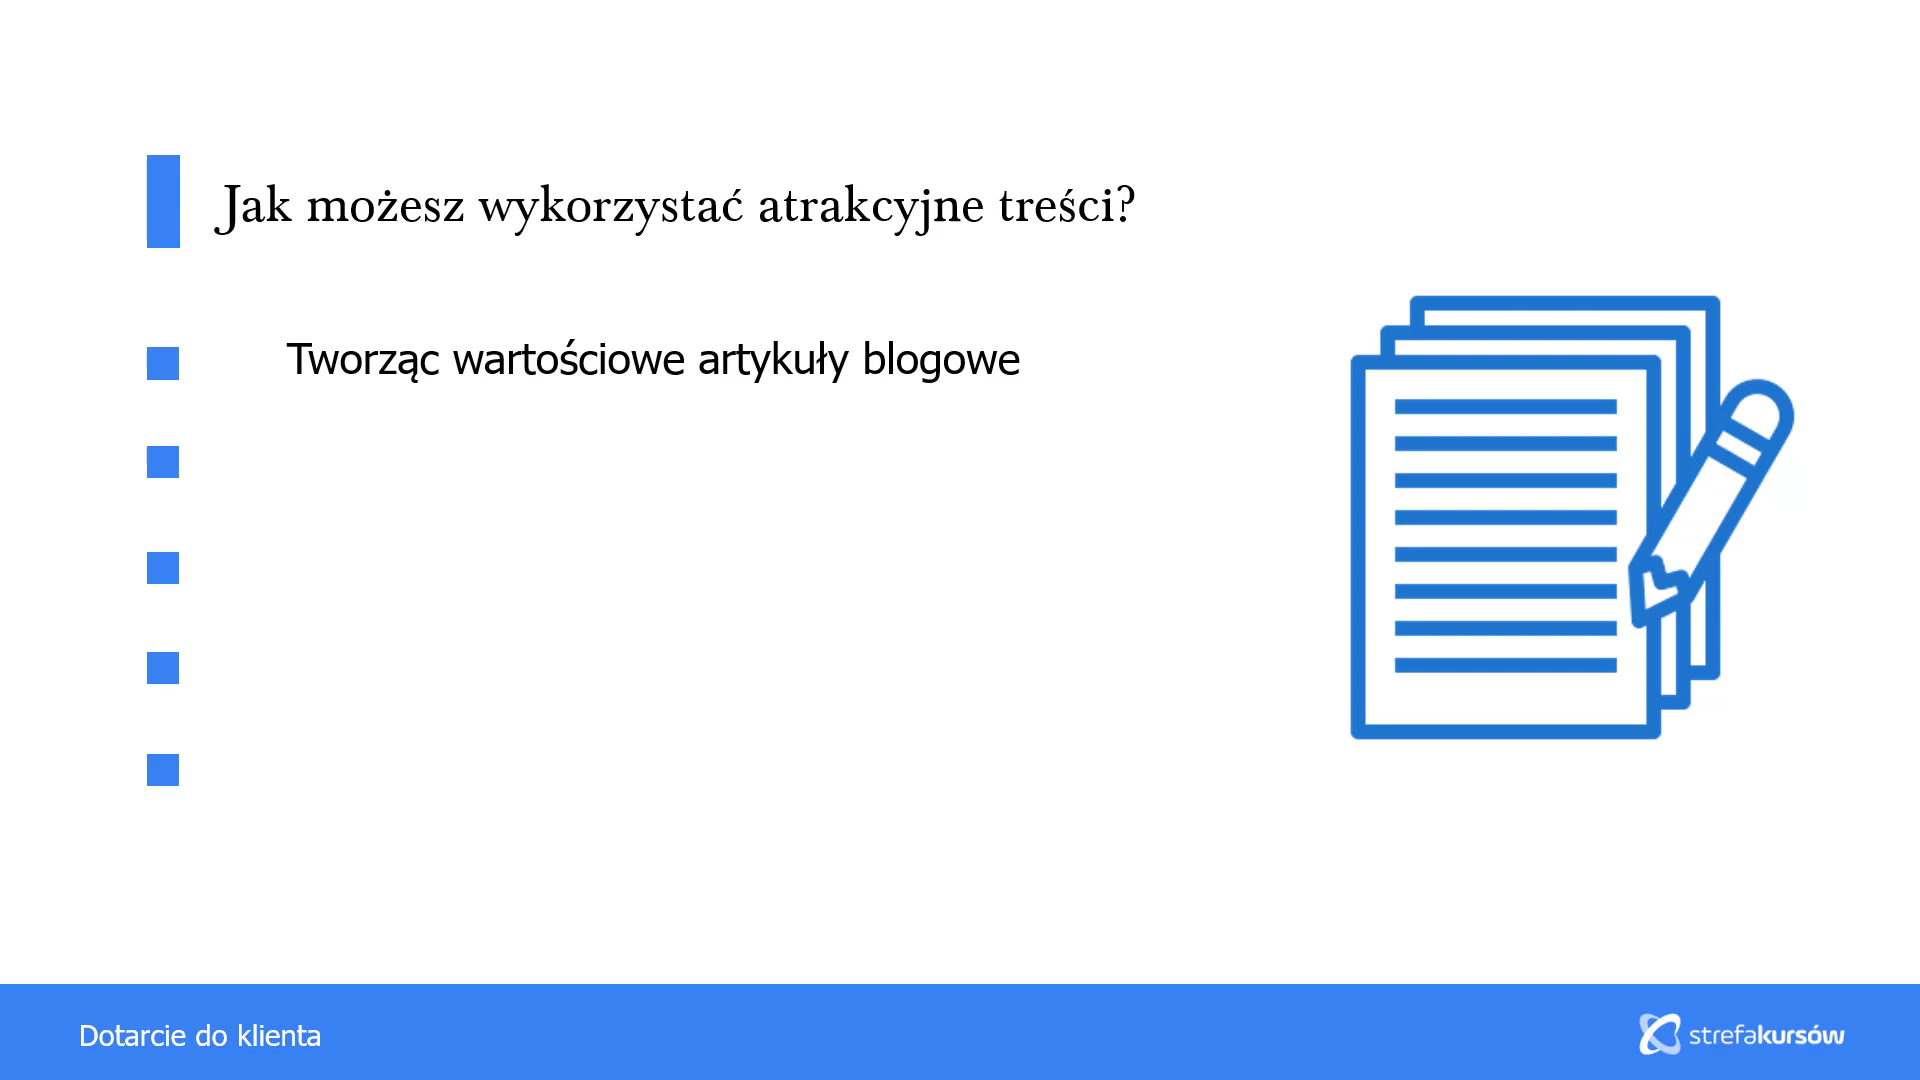 Jak możesz wykorzystać atrakcyjne treści?
Tworząc wartościowe artykuły blogowe
Dotarcie do klienta
strefakursów